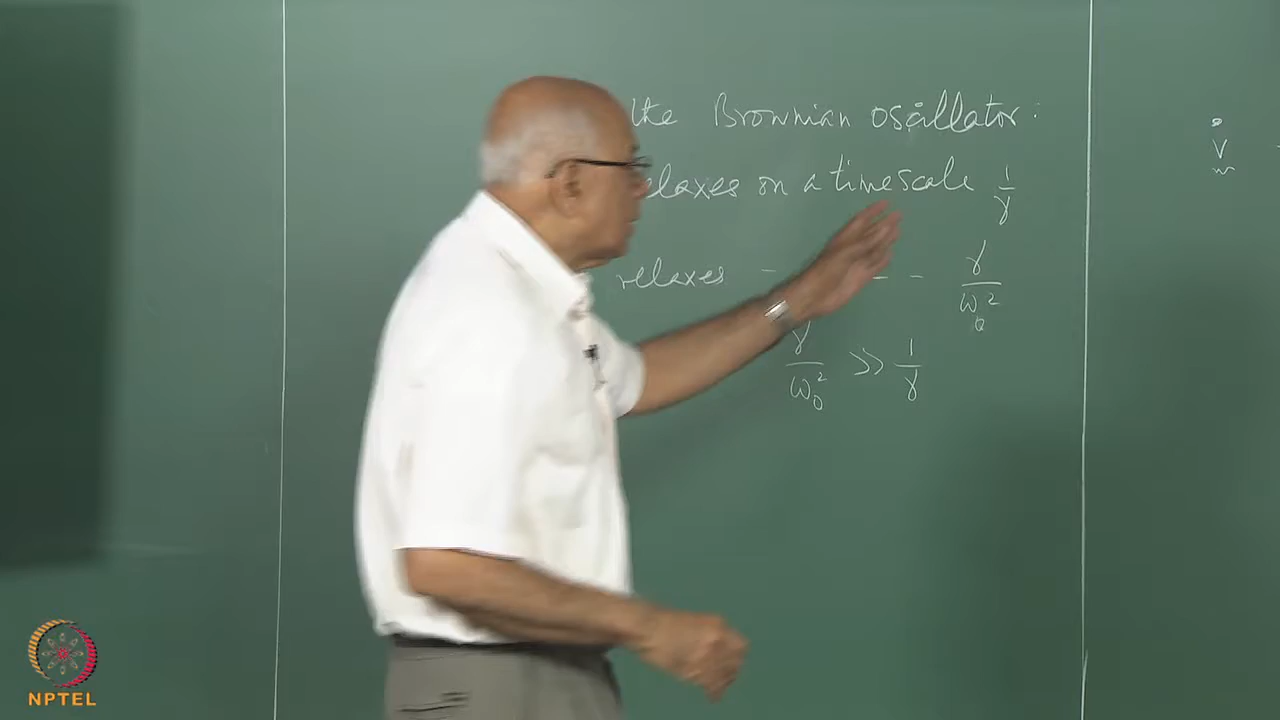 the Brownian oscillator:
relaxes on a timescale 1/γ
relaxes - - - γ/ω₀²
γ/ω₀² >> 1/γ
v̇
NPTEL